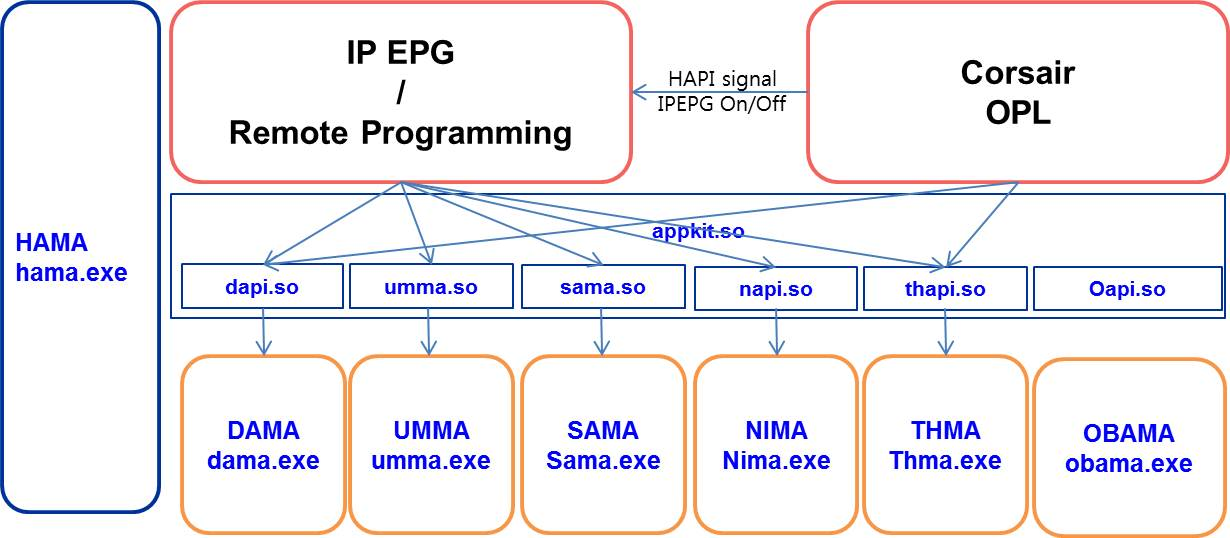 IP EPG
/
Remote Programming
HAPI signal
IPEPG On/Off
Corsair
OPL
HAMA
hama.exe
appkit.so
dapi.so
umma.so
sama.so
napi.so
thapi.so
Oapi.so
DAMA
dama.exe
UMMA
umma.exe
SAMA
Sama.exe
NIMA
Nima.exe
THMA
Thma.exe
OBAMA
obama.exe